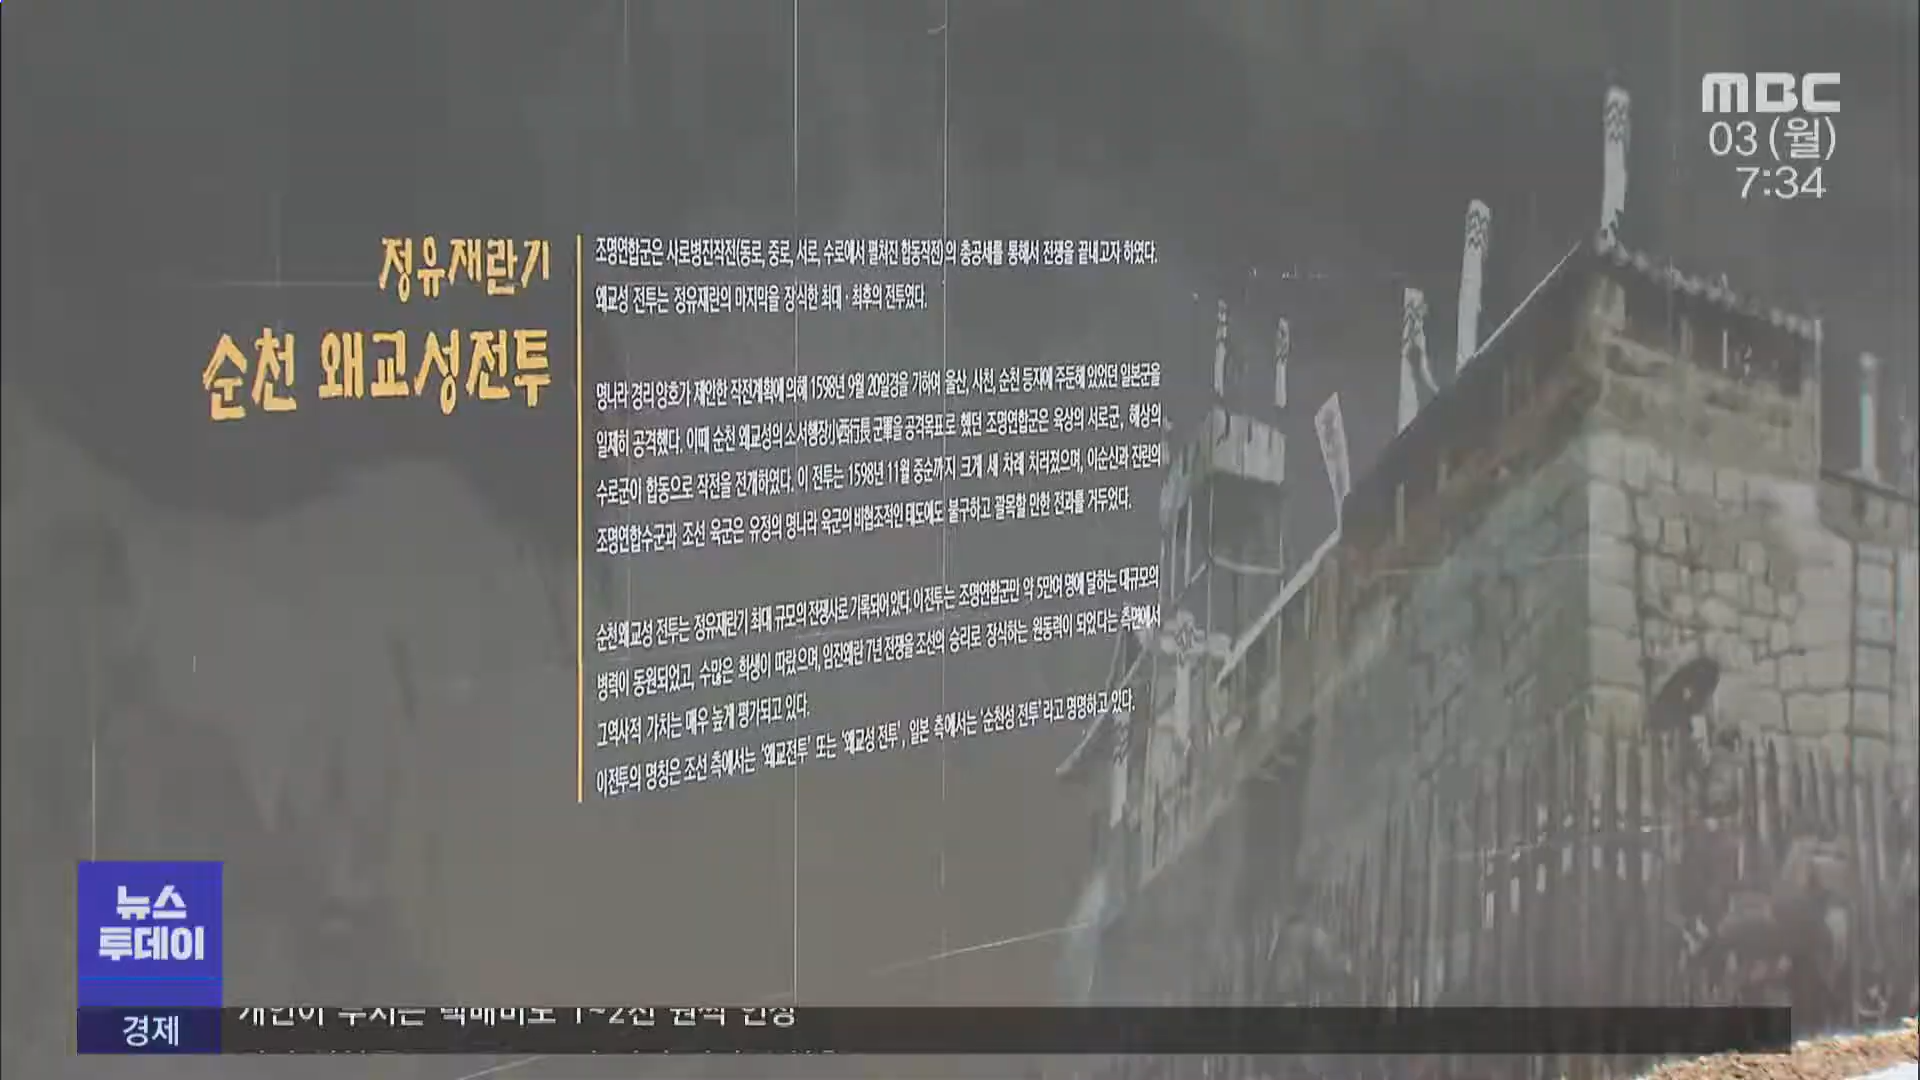 MBC
03 (월)
7:34
정유재란기
순천 왜교성전투
조명연합군은 사로병진작전(동로, 중로, 서로, 수로에서 펼쳐진 합동작전)의 총공세를 통해서 전쟁을 끝내고자 하였다.
왜교성 전투는 정유재란의 마지막을 장식한 최대 · 최후의 전투였다.
명나라 경리 양호가 제안한 작전계획에 의해 1598년 9월 20일경을 기하여 울산, 사천, 순천 등지에 주둔해 있었던 일본군을
일제히 공격했다. 이때 순천 왜교성의 소서행장小西行長 군軍을 공격목표로 했던 조명연합군은 육상의 서로군, 해상의
수로군이 합동으로 작전을 전개하였다. 이 전투는 1598년 11월 중순까지 크게 세 차례 치러졌으며, 이순신과 진린의
조명연합수군과 조선 육군은 유정의 명나라 육군의 비협조적인 태도에도 불구하고 괄목할 만한 전과를 거두었다.
순천왜교성 전투는 정유재란기 최대 규모의 전쟁사로 기록되어 있다. 이 전투는 조명연합군만 약 5만여 명에 달하는 대규모의
병력이 동원되었고, 수많은 희생이 따랐으며, 임진왜란 7년 전쟁을 조선의 승리로 장식하는 원동력이 되었다는 측면에서
그 역사적 가치는 매우 높게 평가되고 있다.
이전투의 명칭은 조선 측에서는 '왜교전투' 또는 '왜교성 전투', 일본 측에서는 '순천성 전투'라고 명명하고 있다.
뉴스
투데이
경제
개인이 부치는 택배비도 1~2천 원씩 인상